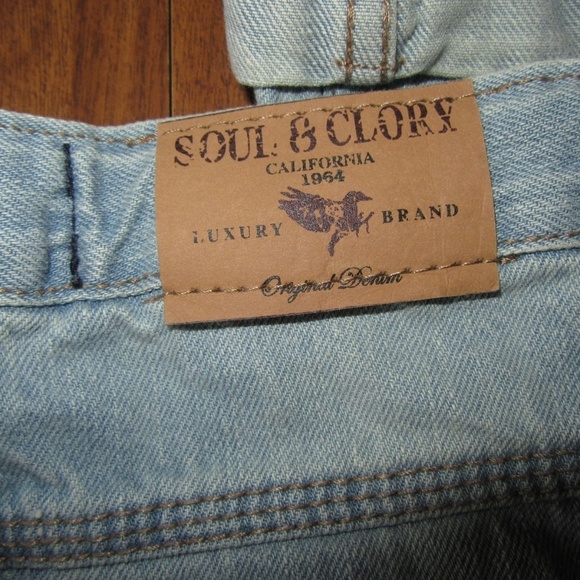 SOUL & GLORY
CALIFORNIA
1964
LUXURY BRAND
Original Denim